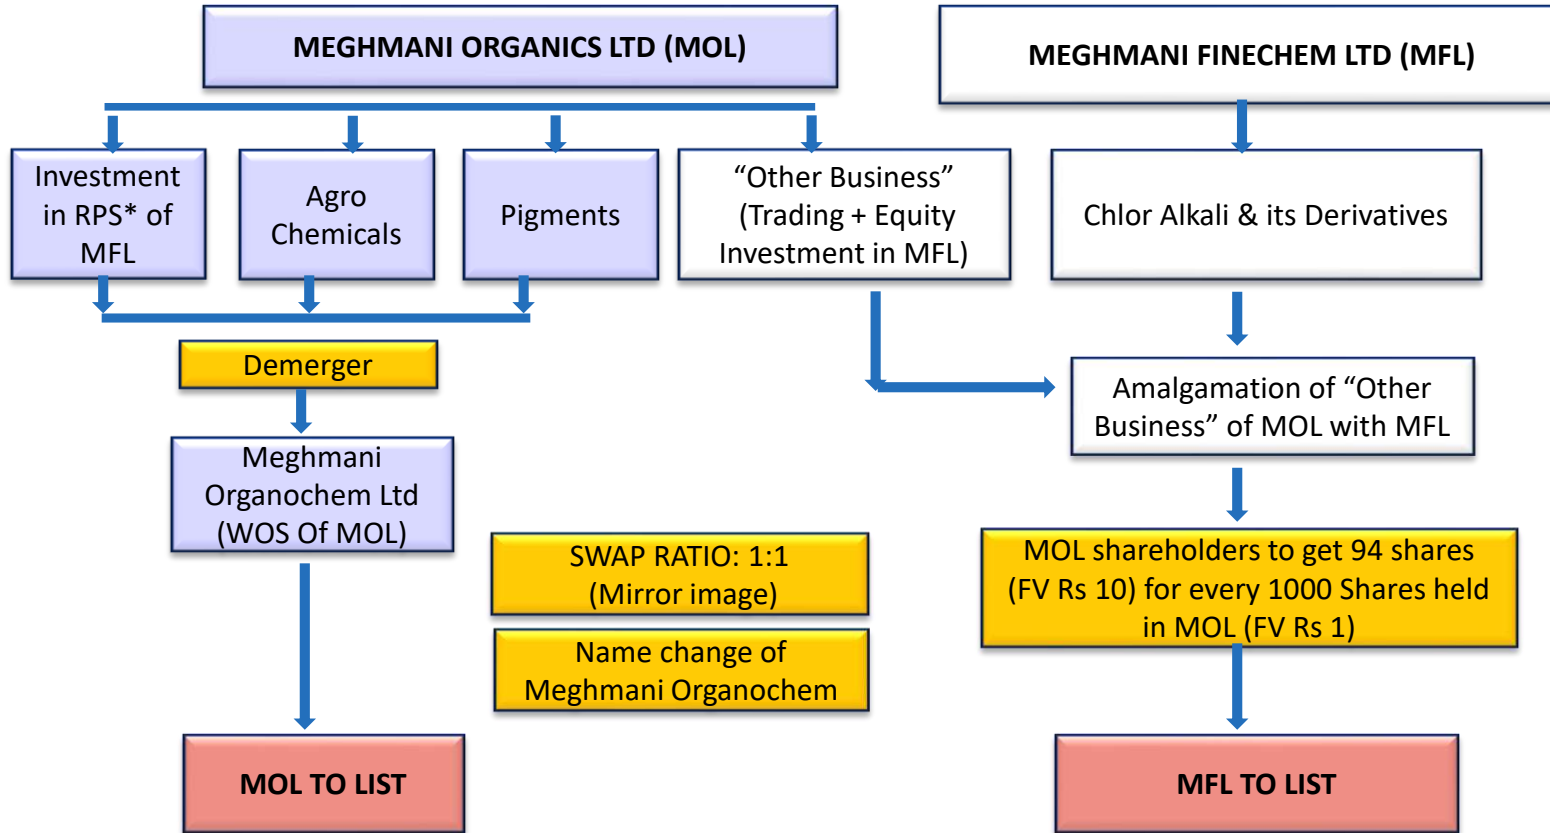 MEGHMANI ORGANICS LTD (MOL)
MEGHMANI FINECHEM LTD (MFL)
Investment
in RPS* of
MFL
Agro
Chemicals
Pigments
“Other Business”
(Trading + Equity
Investment in MFL)
Chlor Alkali & its Derivatives
Demerger
Amalgamation of “Other
Business” of MOL with MFL
Meghmani
Organochem Ltd
(WOS Of MOL)
SWAP RATIO: 1:1
(Mirror image)
Name change of
Meghmani Organochem
MOL shareholders to get 94 shares
(FV Rs 10) for every 1000 Shares held
in MOL (FV Rs 1)
MOL TO LIST
MFL TO LIST